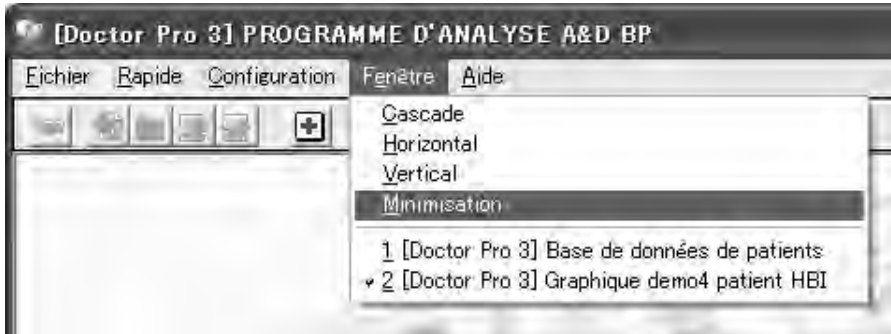 [Doctor Pro 3] PROGRAMME D'ANALYSE A&D BP
Fichier Rapide Configuration Fenêtre Aide
Cascade
Horizontal
Vertical
Minimisation
1 [Doctor Pro 3] Base de données de patients
2 [Doctor Pro 3] Graphique demo4 patient HBI